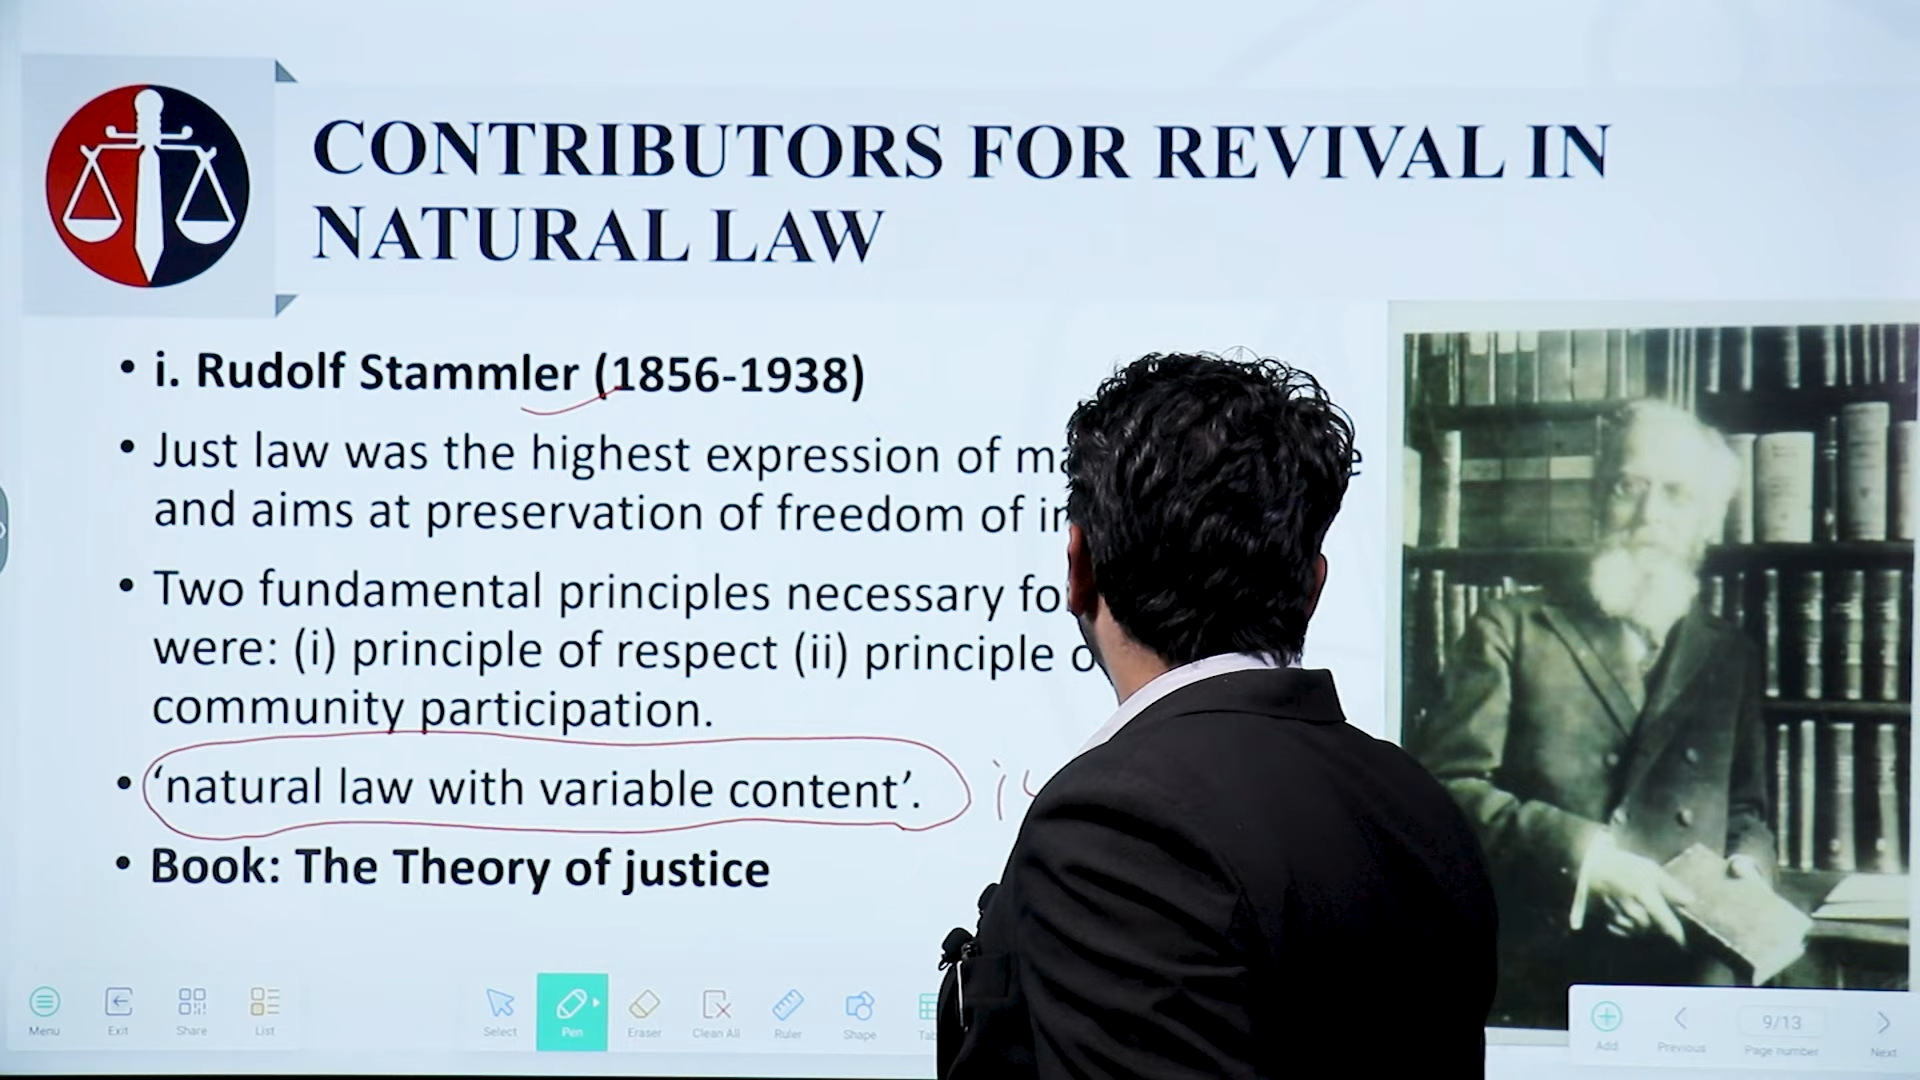 CONTRIBUTORS FOR REVIVAL IN
NATURAL LAW
• i. Rudolf Stammler (1856-1938)
• Just law was the highest expression of
and aims at preservation of freedom of
• Two fundamental principles necessary
were: (i) principle of respect (ii) principle
community participation.
• ‘natural law with variable content’.
• Book: The Theory of justice
Menu Exit Share List Select Pen Eraser Clean All Ruler Shape Add Previous Page number Next
9/13